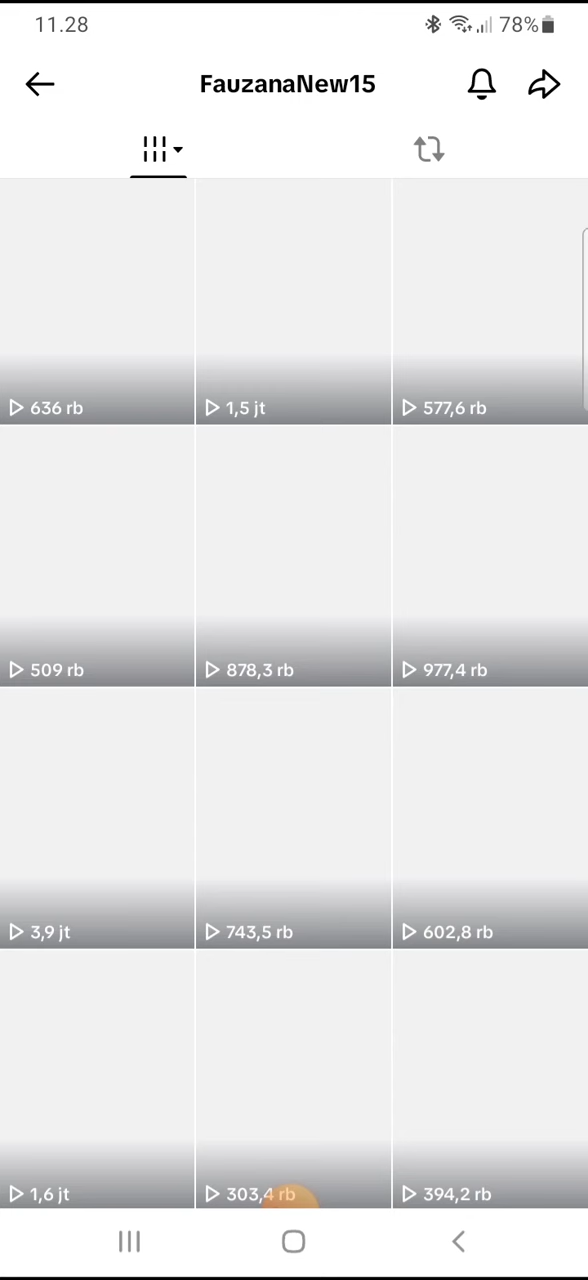 11.28
78%
FauzanaNew15
636 rb
1,5 jt
577,6 rb
509 rb
878,3 rb
977,4 rb
3,9 jt
743,5 rb
602,8 rb
1,6 jt
303,4 rb
394,2 rb